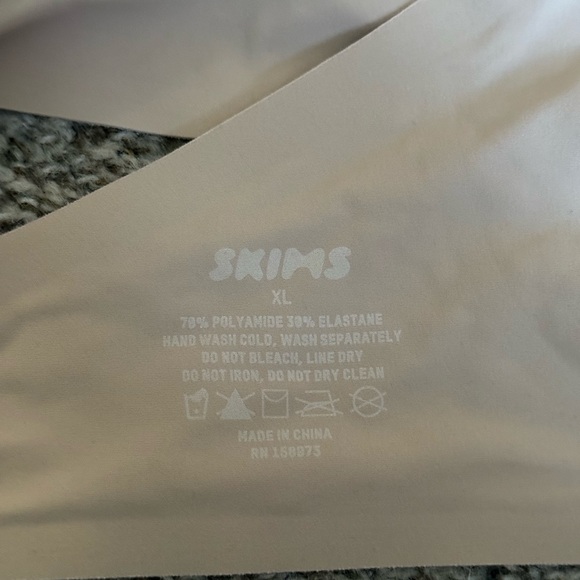 SKIMS
XL
70% POLYAMIDE 30% ELASTANE
HAND WASH COLD, WASH SEPARATELY
DO NOT BLEACH, LINE DRY
DO NOT IRON, DO NOT DRY CLEAN
MADE IN CHINA
RN 158873